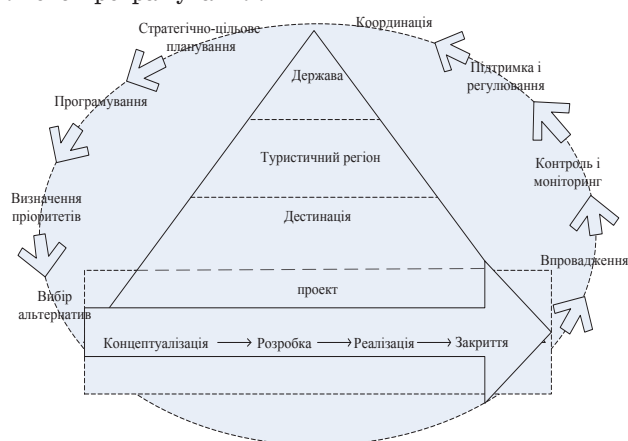 Стратегічно-цільове
планування
Координація
Підтримка і
регулювання
Держава
Програмування
Туристичний регіон
Контроль і
моніторинг
Визначення
пріоритетів
Дестинація
Впровадження
Вибір
альтернатив
проект
Концептуалізація
Розробка
Реалізація
Закриття